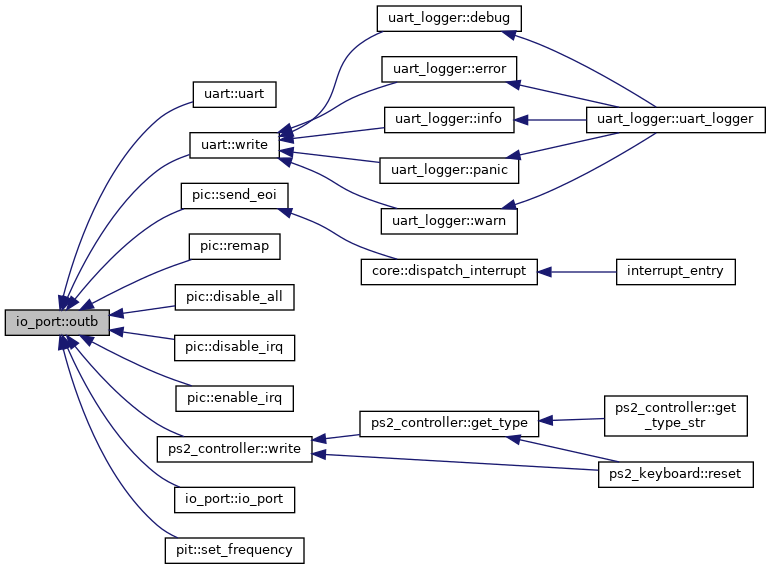 uart_logger::debug
uart_logger::error
uart::uart
uart_logger::info
uart_logger::uart_logger
uart::write
uart_logger::panic
pic::send_eoi
uart_logger::warn
pic::remap
core::dispatch_interrupt
interrupt_entry
pic::disable_all
io_port::outb
pic::disable_irq
pic::enable_irq
ps2_controller::get
_type_str
ps2_controller::get_type
ps2_controller::write
ps2_keyboard::reset
io_port::io_port
pit::set_frequency